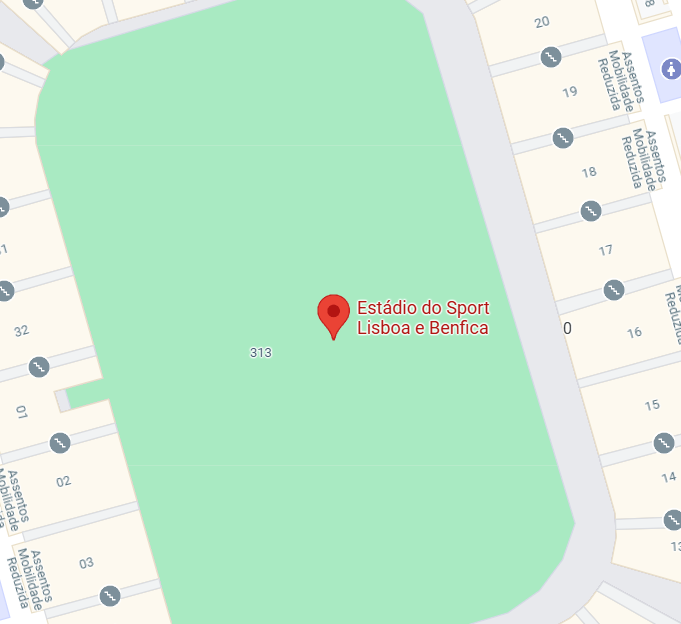 20
8
19
Assentos
Mobilidade
Reduzida
18
Assentos
Mobilidade
Reduzida
17
Estádio do Sport
Lisboa e Benfica
0
16
Reduzida
32
313
01
15
02
14
Assentos
Mobilidade
13
03
Assentos
Mobilidade
Reduzida